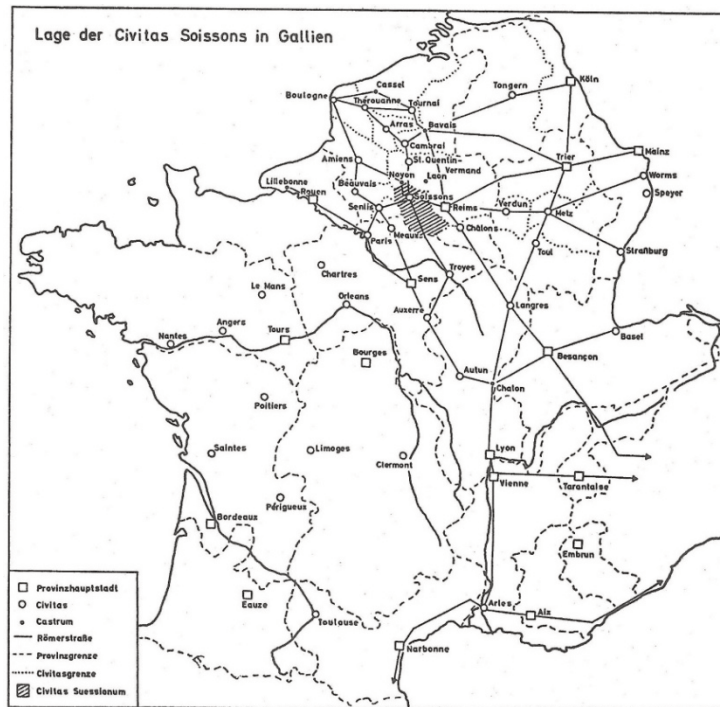 Lage der Civitas Soissons in Gallien
Cassel
Boulogne
Thérouanne
Tournai
Tongern
Köln
Arras
Bavais
Cambrai
Amiens
St. Quentin-
Vermand
Trier
Mainz
Noyon
Laon
Worms
Lillebonne
Beauvais
Speyer
Rouen
Senlis
Soissons
Reims
Verdun
Metz
Meaux
Châlons
Paris
Toul
Straßburg
Chartres
Sens
Troyes
Le Mans
Orleans
Langres
Auxerre
Angers
Nantes
Tours
Basel
Bourges
Besançon
Autun
Chalon
Poitiers
Saintes
Limoges
Clermont
Lyon
Vienne
Tarantaise
Périgueux
Bordeaux
Embrun
Eauze
Toulouse
Arles
Aix
Narbonne
Provinzhauptstadt
Civitas
Castrum
Römerstraße
Provinzgrenze
Civitasgrenze
Civitas Suessionum